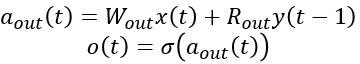 a_out(t) = W_out x(t) + R_out y(t − 1)
o(t) = σ(a_out(t))